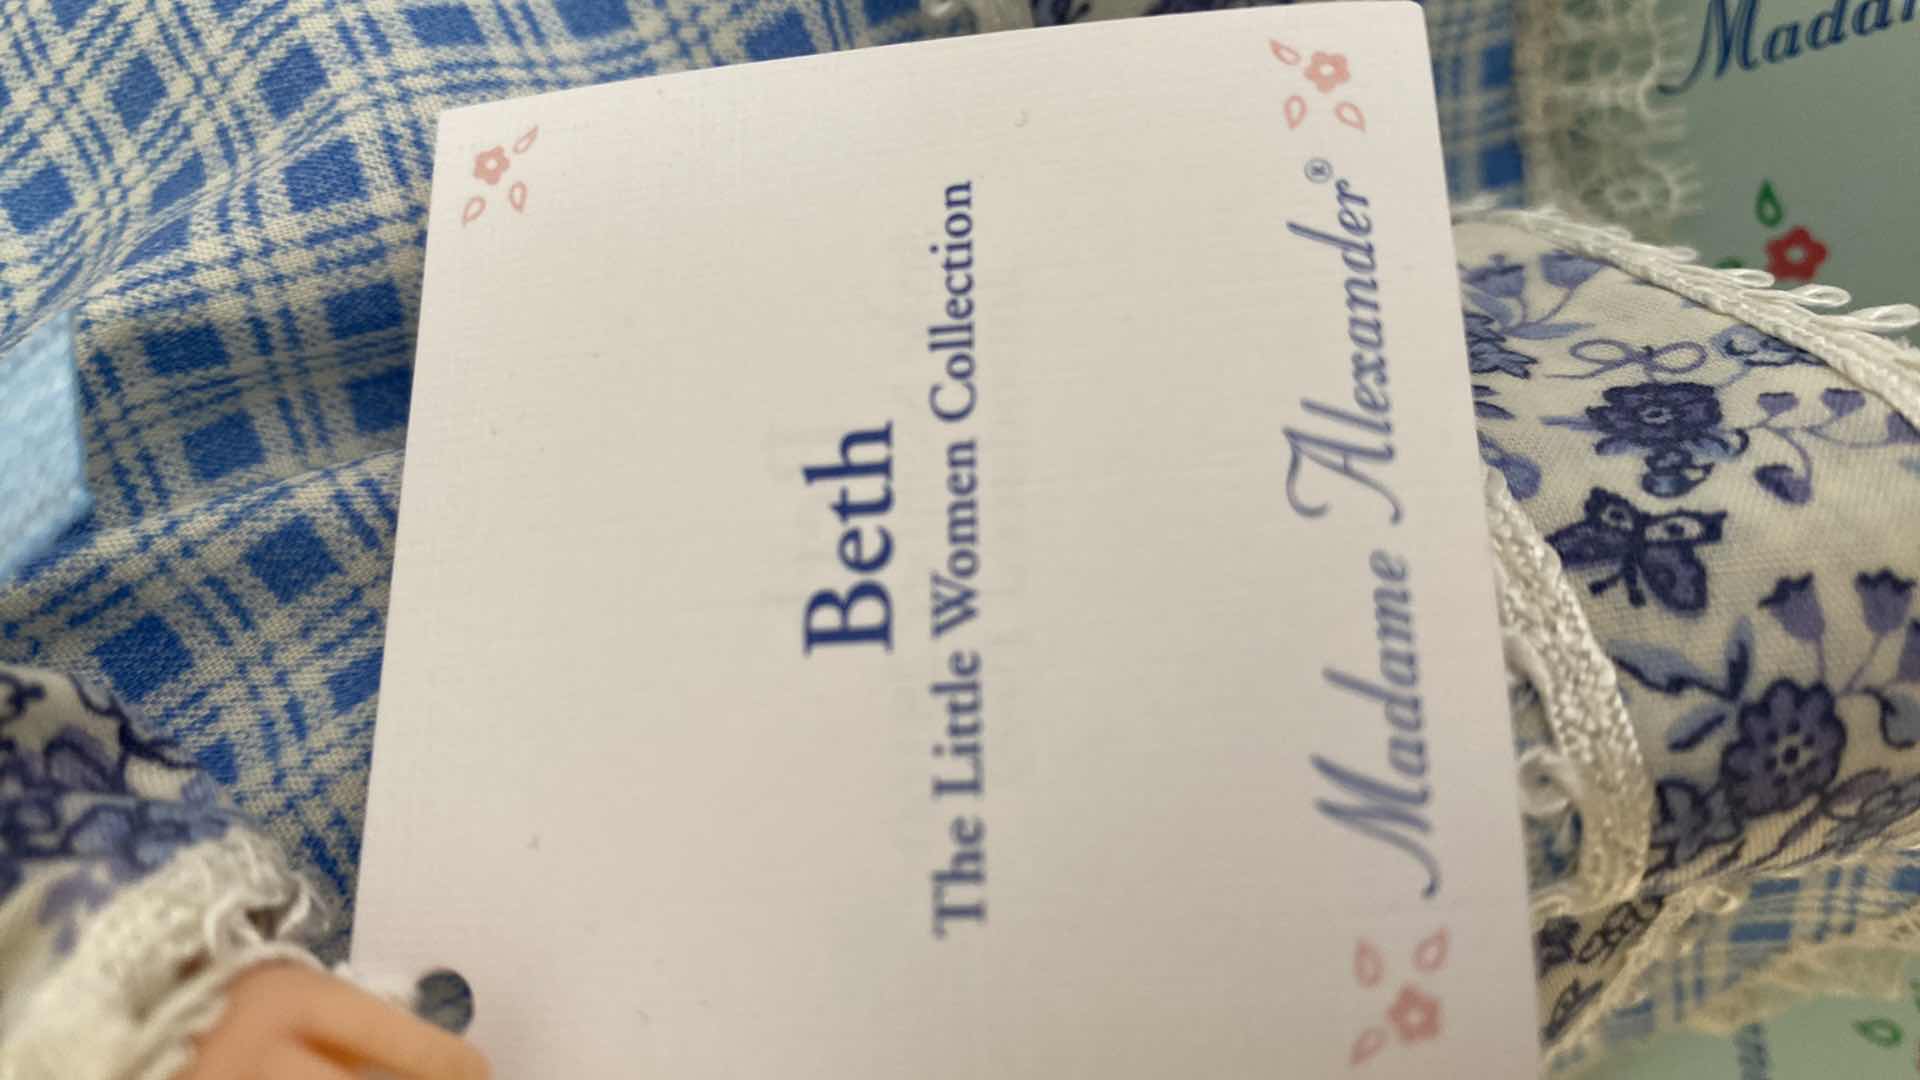 Beth
The Little Women Collection
Madame Alexander®